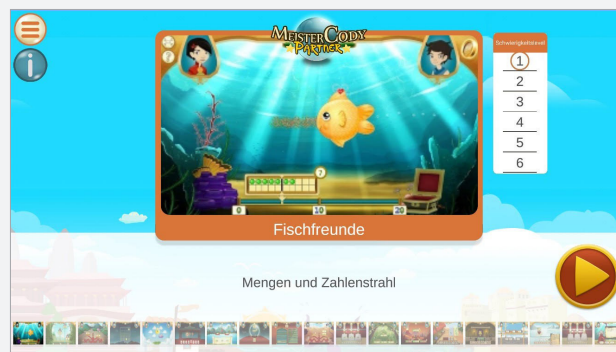 MEISTER CODY
PARTNER
Schwierigkeitslevel
1
2
3
4
5
6
?
?
0
10
20
Fischfreunde
Mengen und Zahlenstrahl